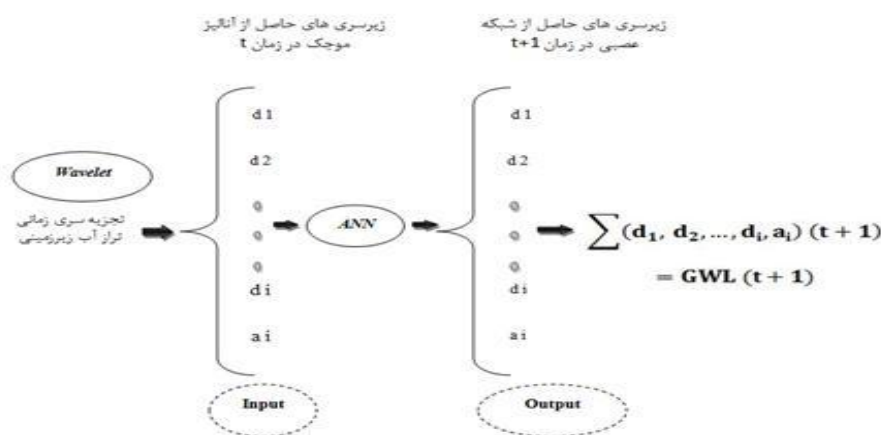 زیرسری های حاصل از آنالیز
موجک در زمان t
زیرسری های حاصل از شبکه
عصبی در زمان t+1
Wavelet
تجزیه سری زمانی
تراز آب زیرزمینی
d1
d2
di
ai
Input
ANN
d1
d2
di
ai
Output
∑(d₁, d₂, ..., dᵢ, aᵢ) (t + 1)
= GWL (t + 1)